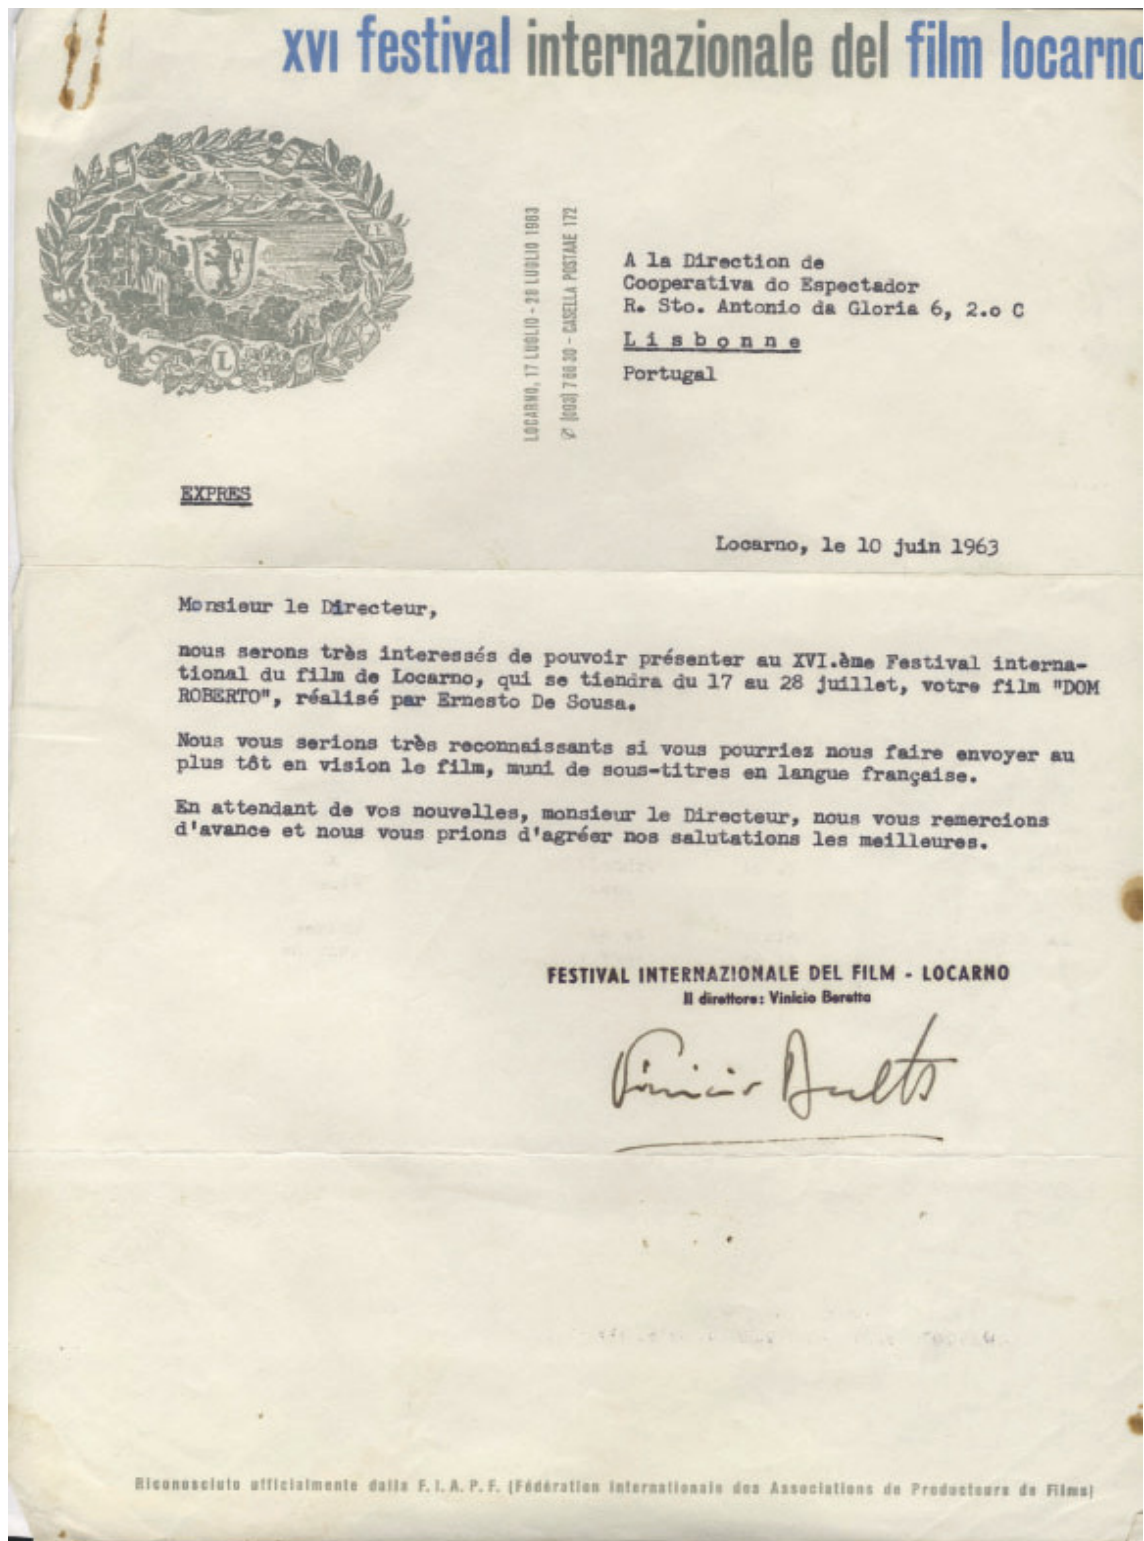 xvi festival internazionale del film locarno
LOCARNO, 17 LUGLIO - 28 LUGLIO 1963
✆ (093) 7 60 30 - CASELLA POSTALE 172
L
A la Direction de
Cooperativa do Espectador
R. Sto. Antonio da Gloria 6, 2.o C
Lisbonne
Portugal
EXPRES
Locarno, le 10 juin 1963
Monsieur le Directeur,
nous serons très interessés de pouvoir présenter au XVI.ème Festival interna-
tional du film de Locarno, qui se tiendra du 17 au 28 juillet, votre film "DOM
ROBERTO", réalisé par Ernesto De Sousa.
Nous vous serions très reconnaissants si vous pourriez nous faire envoyer au
plus tôt en vision le film, muni de sous-titres en langue française.
En attendant de vos nouvelles, monsieur le Directeur, nous vous remercions
d'avance et nous vous prions d'agréer nos salutations les meilleures.
FESTIVAL INTERNAZIONALE DEL FILM - LOCARNO
Il direttore: Vinicio Beretta
Vinicio Beretta
Riconosciuto ufficialmente dalla F.I.A.P.F. (Fédération Internationale des Associations de Producteurs de Films)